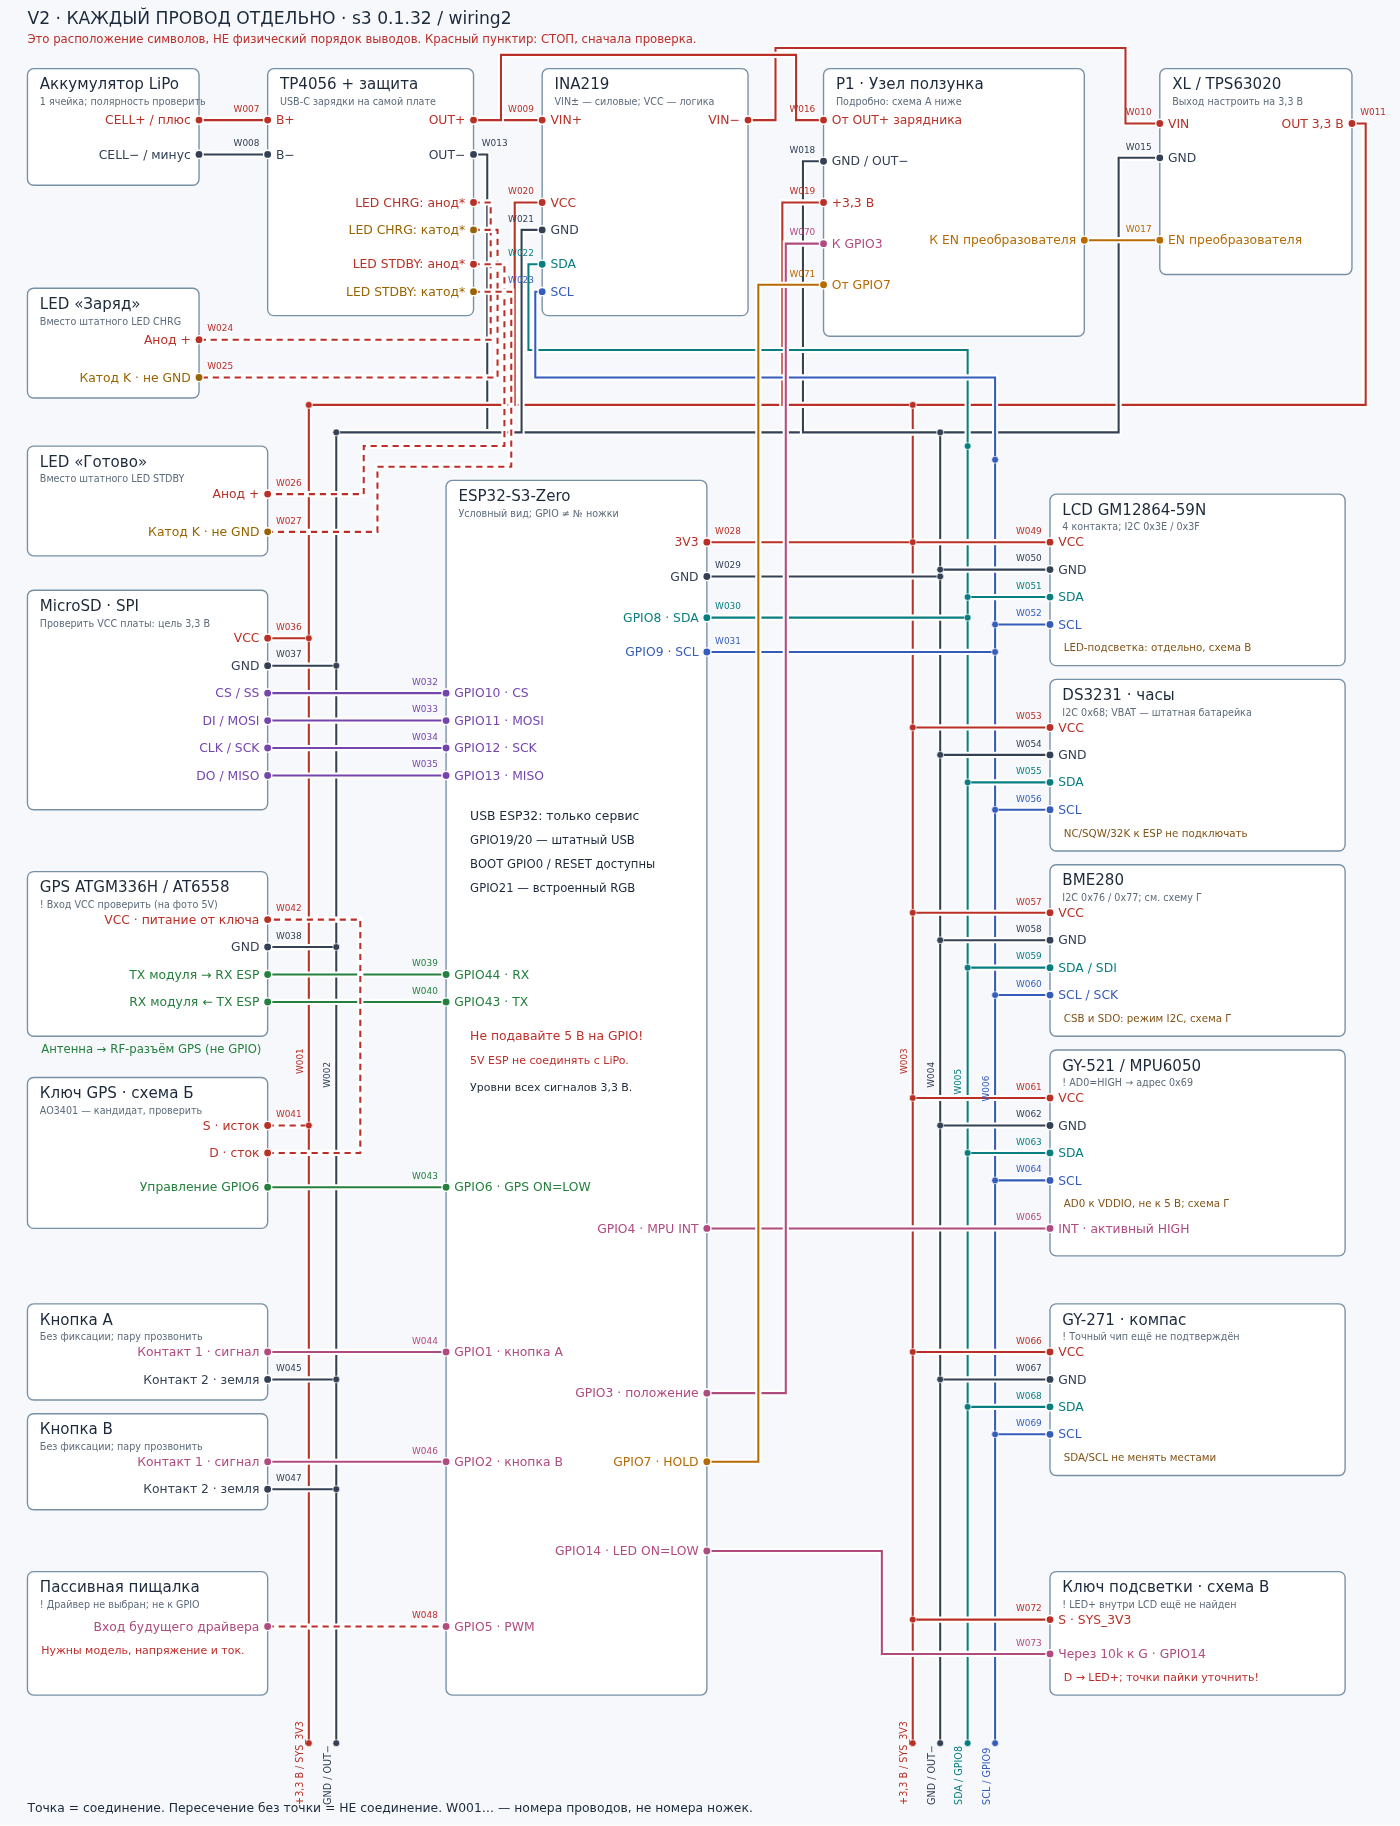 V2 · КАЖДЫЙ ПРОВОД ОТДЕЛЬНО · s3 0.1.32 / wiring2
Это расположение символов, НЕ физический порядок выводов. Красный пунктир: СТОП, сначала проверка.
Аккумулятор LiPo
1 ячейка; полярность проверить
CELL+ / плюс
CELL− / минус
W007
W008
TP4056 + защита
USB-C зарядки на самой плате
B+
B−
OUT+
OUT−
LED CHRG: анод*
LED CHRG: катод*
LED STDBY: анод*
LED STDBY: катод*
W009
W013
W020
W021
W022
W023
INA219
VIN± — силовые; VCC — логика
VIN+
VIN−
VCC
GND
SDA
SCL
W016
W018
W019
W070
W071
P1 · Узел ползунка
Подробно: схема А ниже
От OUT+ зарядника
GND / OUT−
+3,3 В
К GPIO3
От GPIO7
К EN преобразователя
W010
W015
W017
XL / TPS63020
Выход настроить на 3,3 В
VIN
OUT 3,3 В
GND
EN преобразователя
W011
LED «Заряд»
Вместо штатного LED CHRG
Анод +
Катод K · не GND
W024
W025
LED «Готово»
Вместо штатного LED STDBY
Анод +
Катод K · не GND
W026
W027
MicroSD · SPI
Проверить VCC платы: цель 3,3 В
VCC
GND
CS / SS
DI / MOSI
CLK / SCK
DO / MISO
W036
W037
W032
W033
W034
W035
GPS ATGM336H / AT6558
! Вход VCC проверить (на фото 5V)
VCC · питание от ключа
GND
TX модуля → RX ESP
RX модуля ← TX ESP
W042
W038
W039
W040
Антенна → RF-разъём GPS (не GPIO)
Ключ GPS · схема Б
AO3401 — кандидат, проверить
S · исток
D · сток
Управление GPIO6
W041
W043
W001
W002
Кнопка A
Без фиксации; пару прозвонить
Контакт 1 · сигнал
Контакт 2 · земля
W044
W045
Кнопка B
Без фиксации; пару прозвонить
Контакт 1 · сигнал
Контакт 2 · земля
W046
W047
Пассивная пищалка
! Драйвер не выбран; не к GPIO
Вход будущего драйвера
Нужны модель, напряжение и ток.
W048
ESP32-S3-Zero
Условный вид; GPIO ≠ № ножки
3V3
GND
GPIO8 · SDA
GPIO9 · SCL
GPIO10 · CS
GPIO11 · MOSI
GPIO12 · SCK
GPIO13 · MISO
USB ESP32: только сервис
GPIO19/20 — штатный USB
BOOT GPIO0 / RESET доступны
GPIO21 — встроенный RGB
GPIO44 · RX
GPIO43 · TX
Не подавайте 5 В на GPIO!
5V ESP не соединять с LiPo.
Уровни всех сигналов 3,3 В.
GPIO6 · GPS ON=LOW
GPIO4 · MPU INT
GPIO1 · кнопка A
GPIO3 · положение
GPIO2 · кнопка B
GPIO7 · HOLD
GPIO14 · LED ON=LOW
GPIO5 · PWM
W028
W029
W030
W031
W003
W004
W005
W006
LCD GM12864-59N
4 контакта; I2C 0x3E / 0x3F
W049
VCC
W050
GND
W051
SDA
W052
SCL
LED-подсветка: отдельно, схема В
DS3231 · часы
I2C 0x68; VBAT — штатная батарейка
W053
VCC
W054
GND
W055
SDA
W056
SCL
NC/SQW/32K к ESP не подключать
BME280
I2C 0x76 / 0x77; см. схему Г
W057
VCC
W058
GND
W059
SDA / SDI
W060
SCL / SCK
CSB и SDO: режим I2C, схема Г
GY-521 / MPU6050
! AD0=HIGH → адрес 0x69
W061
VCC
W062
GND
W063
SDA
W064
SCL
AD0 к VDDIO, не к 5 В; схема Г
W065
INT · активный HIGH
GY-271 · компас
! Точный чип ещё не подтверждён
W066
VCC
W067
GND
W068
SDA
W069
SCL
SDA/SCL не менять местами
Ключ подсветки · схема В
! LED+ внутри LCD ещё не найден
W072
S · SYS_3V3
W073
Через 10k к G · GPIO14
D → LED+; точки пайки уточнить!
+3,3 В / SYS_3V3
GND / OUT−
+3,3 В / SYS_3V3
GND / OUT−
SDA / GPIO8
SCL / GPIO9
Точка = соединение. Пересечение без точки = НЕ соединение. W001… — номера проводов, не номера ножек.